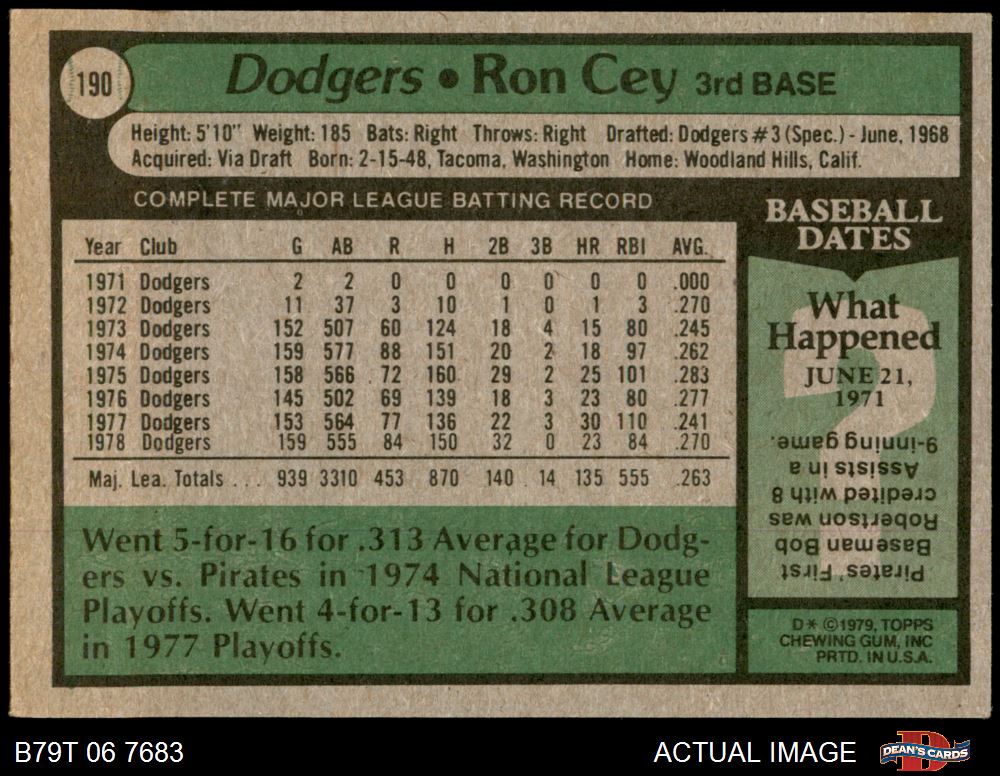 190
Dodgers • Ron Cey 3rd BASE
Height: 5'10" Weight: 185 Bats: Right Throws: Right Drafted: Dodgers #3 (Spec.) - June, 1968
Acquired: Via Draft Born: 2-15-48, Tacoma, Washington Home: Woodland Hills, Calif.
COMPLETE MAJOR LEAGUE BATTING RECORD
Year Club G AB R H 2B 3B HR RBI AVG.
1971 Dodgers 2 2 0 0 0 0 0 0 .000
1972 Dodgers 11 37 3 10 1 0 1 3 .270
1973 Dodgers 152 507 60 124 18 4 15 80 .245
1974 Dodgers 159 577 88 151 20 2 18 97 .262
1975 Dodgers 158 566 72 160 29 2 25 101 .283
1976 Dodgers 145 502 69 139 18 3 23 80 .277
1977 Dodgers 153 564 77 136 22 3 30 110 .241
1978 Dodgers 159 555 84 150 32 0 23 84 .270
Maj. Lea. Totals . . . 939 3310 453 870 140 14 135 555 .263
Went 5-for-16 for .313 Average for Dodg-
ers vs. Pirates in 1974 National League
Playoffs. Went 4-for-13 for .308 Average
in 1977 Playoffs.
BASEBALL
DATES
What
Happened
JUNE 21,
1971
Pirates' First
Baseman Bob
Robertson was
credited with 8
Assists in a
9-inning game.
D* ©1979, TOPPS
CHEWING GUM, INC
PRTD. IN U.S.A.
B79T 06 7683
ACTUAL IMAGE
DEAN'S CARDS